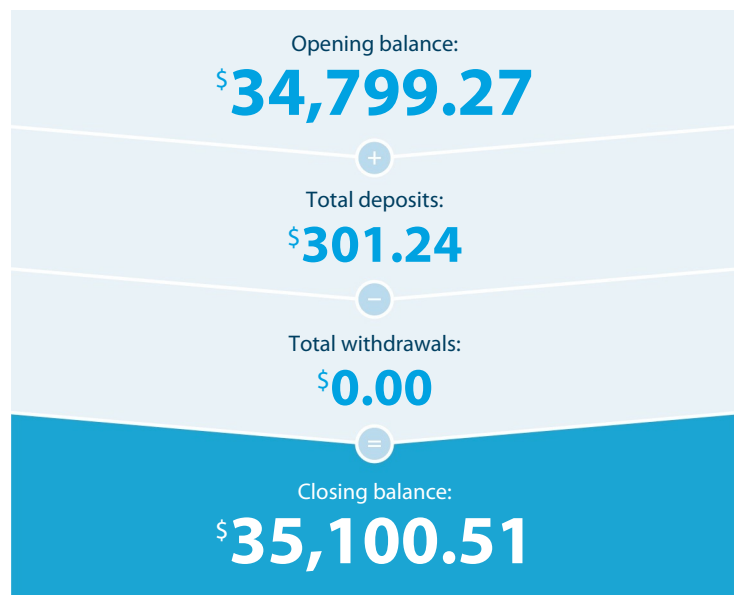 Opening balance:
$34,799.27
+
Total deposits:
$301.24
−
Total withdrawals:
$0.00
=
Closing balance:
$35,100.51